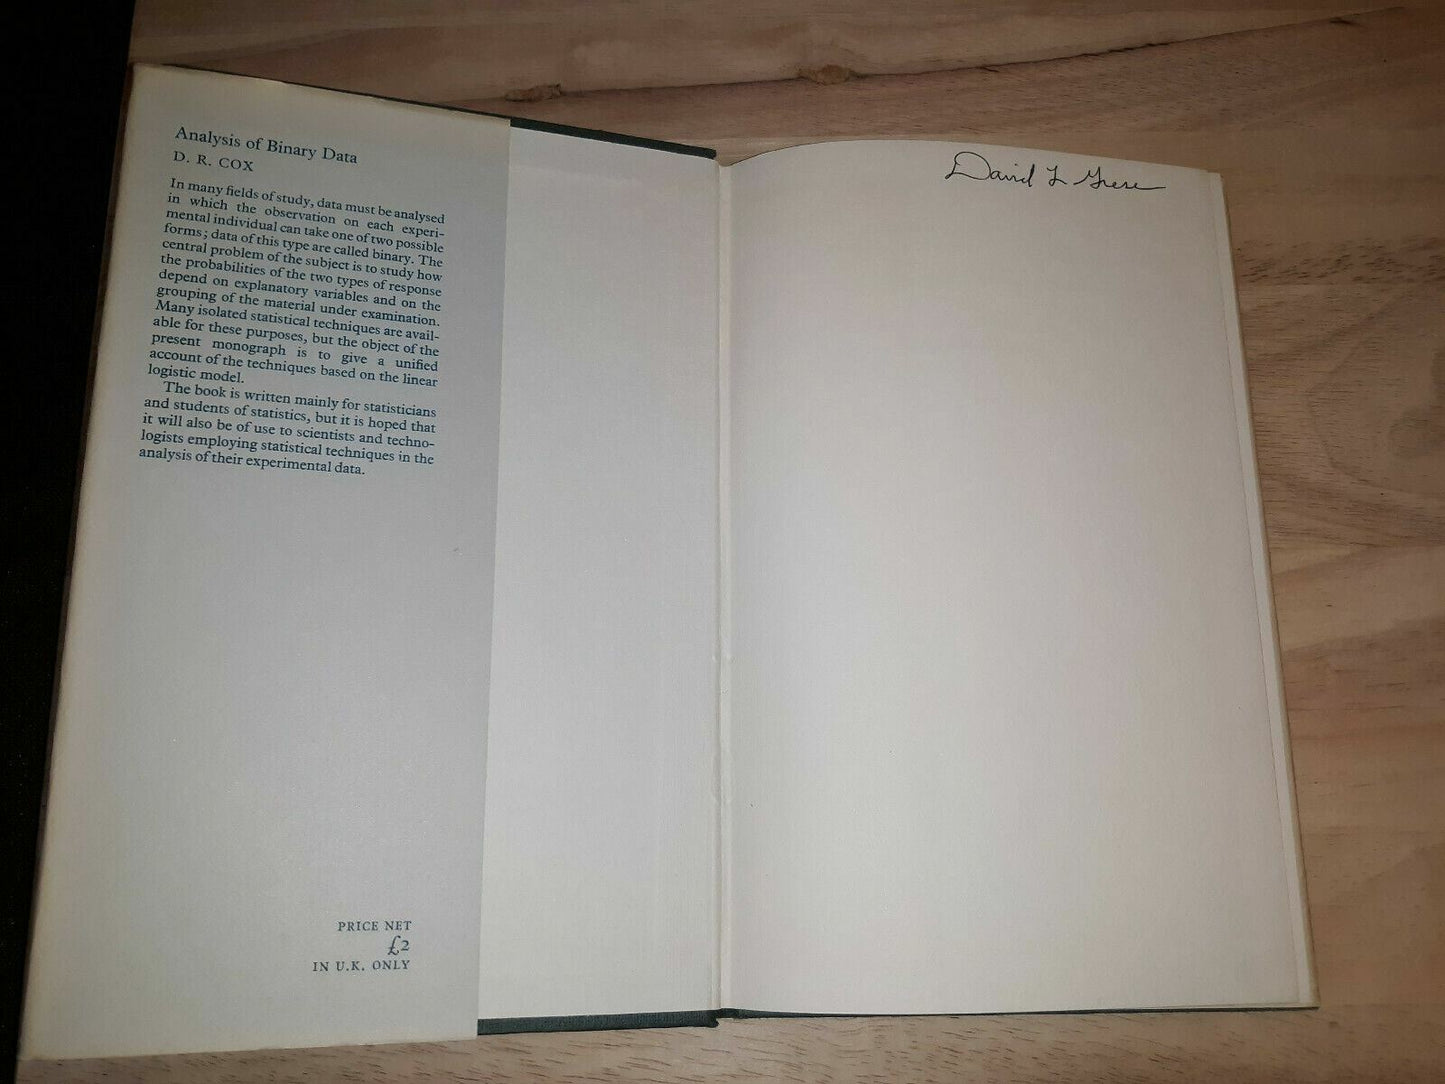 Analysis of Binary Data
D. R. COX
In many fields of study, data must be analysed
in which the observation on each experi-
mental individual can take one of two possible
forms; data of this type are called binary. The
central problem of the subject is to study how
the probabilities of the two types of response
depend on explanatory variables and on the
grouping of the material under examination.
Many isolated statistical techniques are avail-
able for these purposes, but the object of the
present monograph is to give a unified
account of the techniques based on the linear
logistic model.
The book is written mainly for statisticians
and students of statistics, but it is hoped that
it will also be of use to scientists and techno-
logists employing statistical techniques in the
analysis of their experimental data.
PRICE NET
£2
IN U.K. ONLY
David L